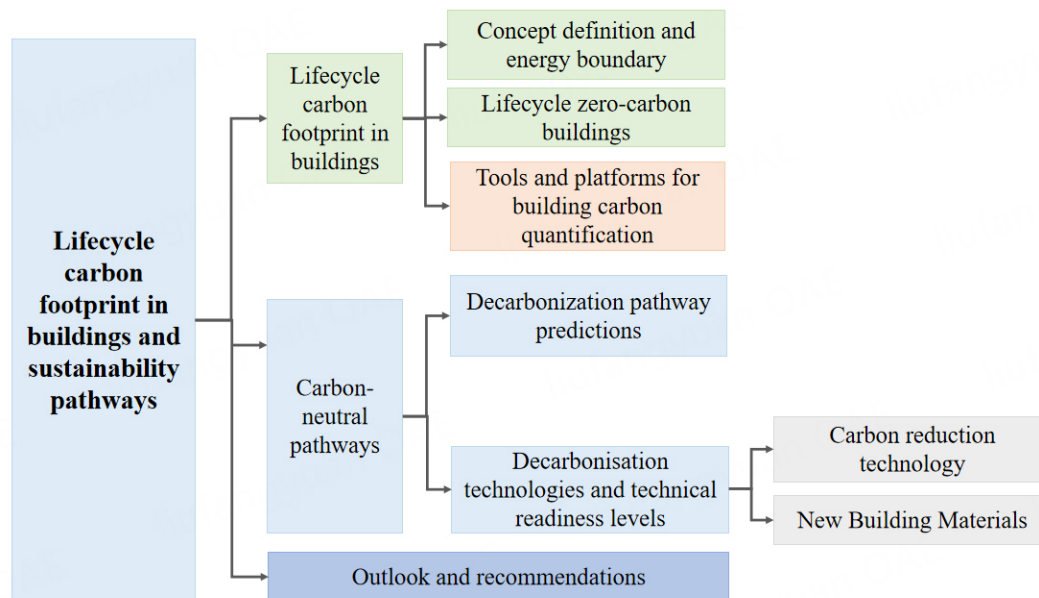 Lifecycle
carbon
footprint in
buildings and
sustainability
pathways
Lifecycle
carbon
footprint in
buildings
Concept definition and
energy boundary
Lifecycle zero-carbon
buildings
Tools and platforms for
building carbon
quantification
Carbon-
neutral
pathways
Decarbonization pathway
predictions
Decarbonisation
technologies and technical
readiness levels
Carbon reduction
technology
New Building Materials
Outlook and recommendations